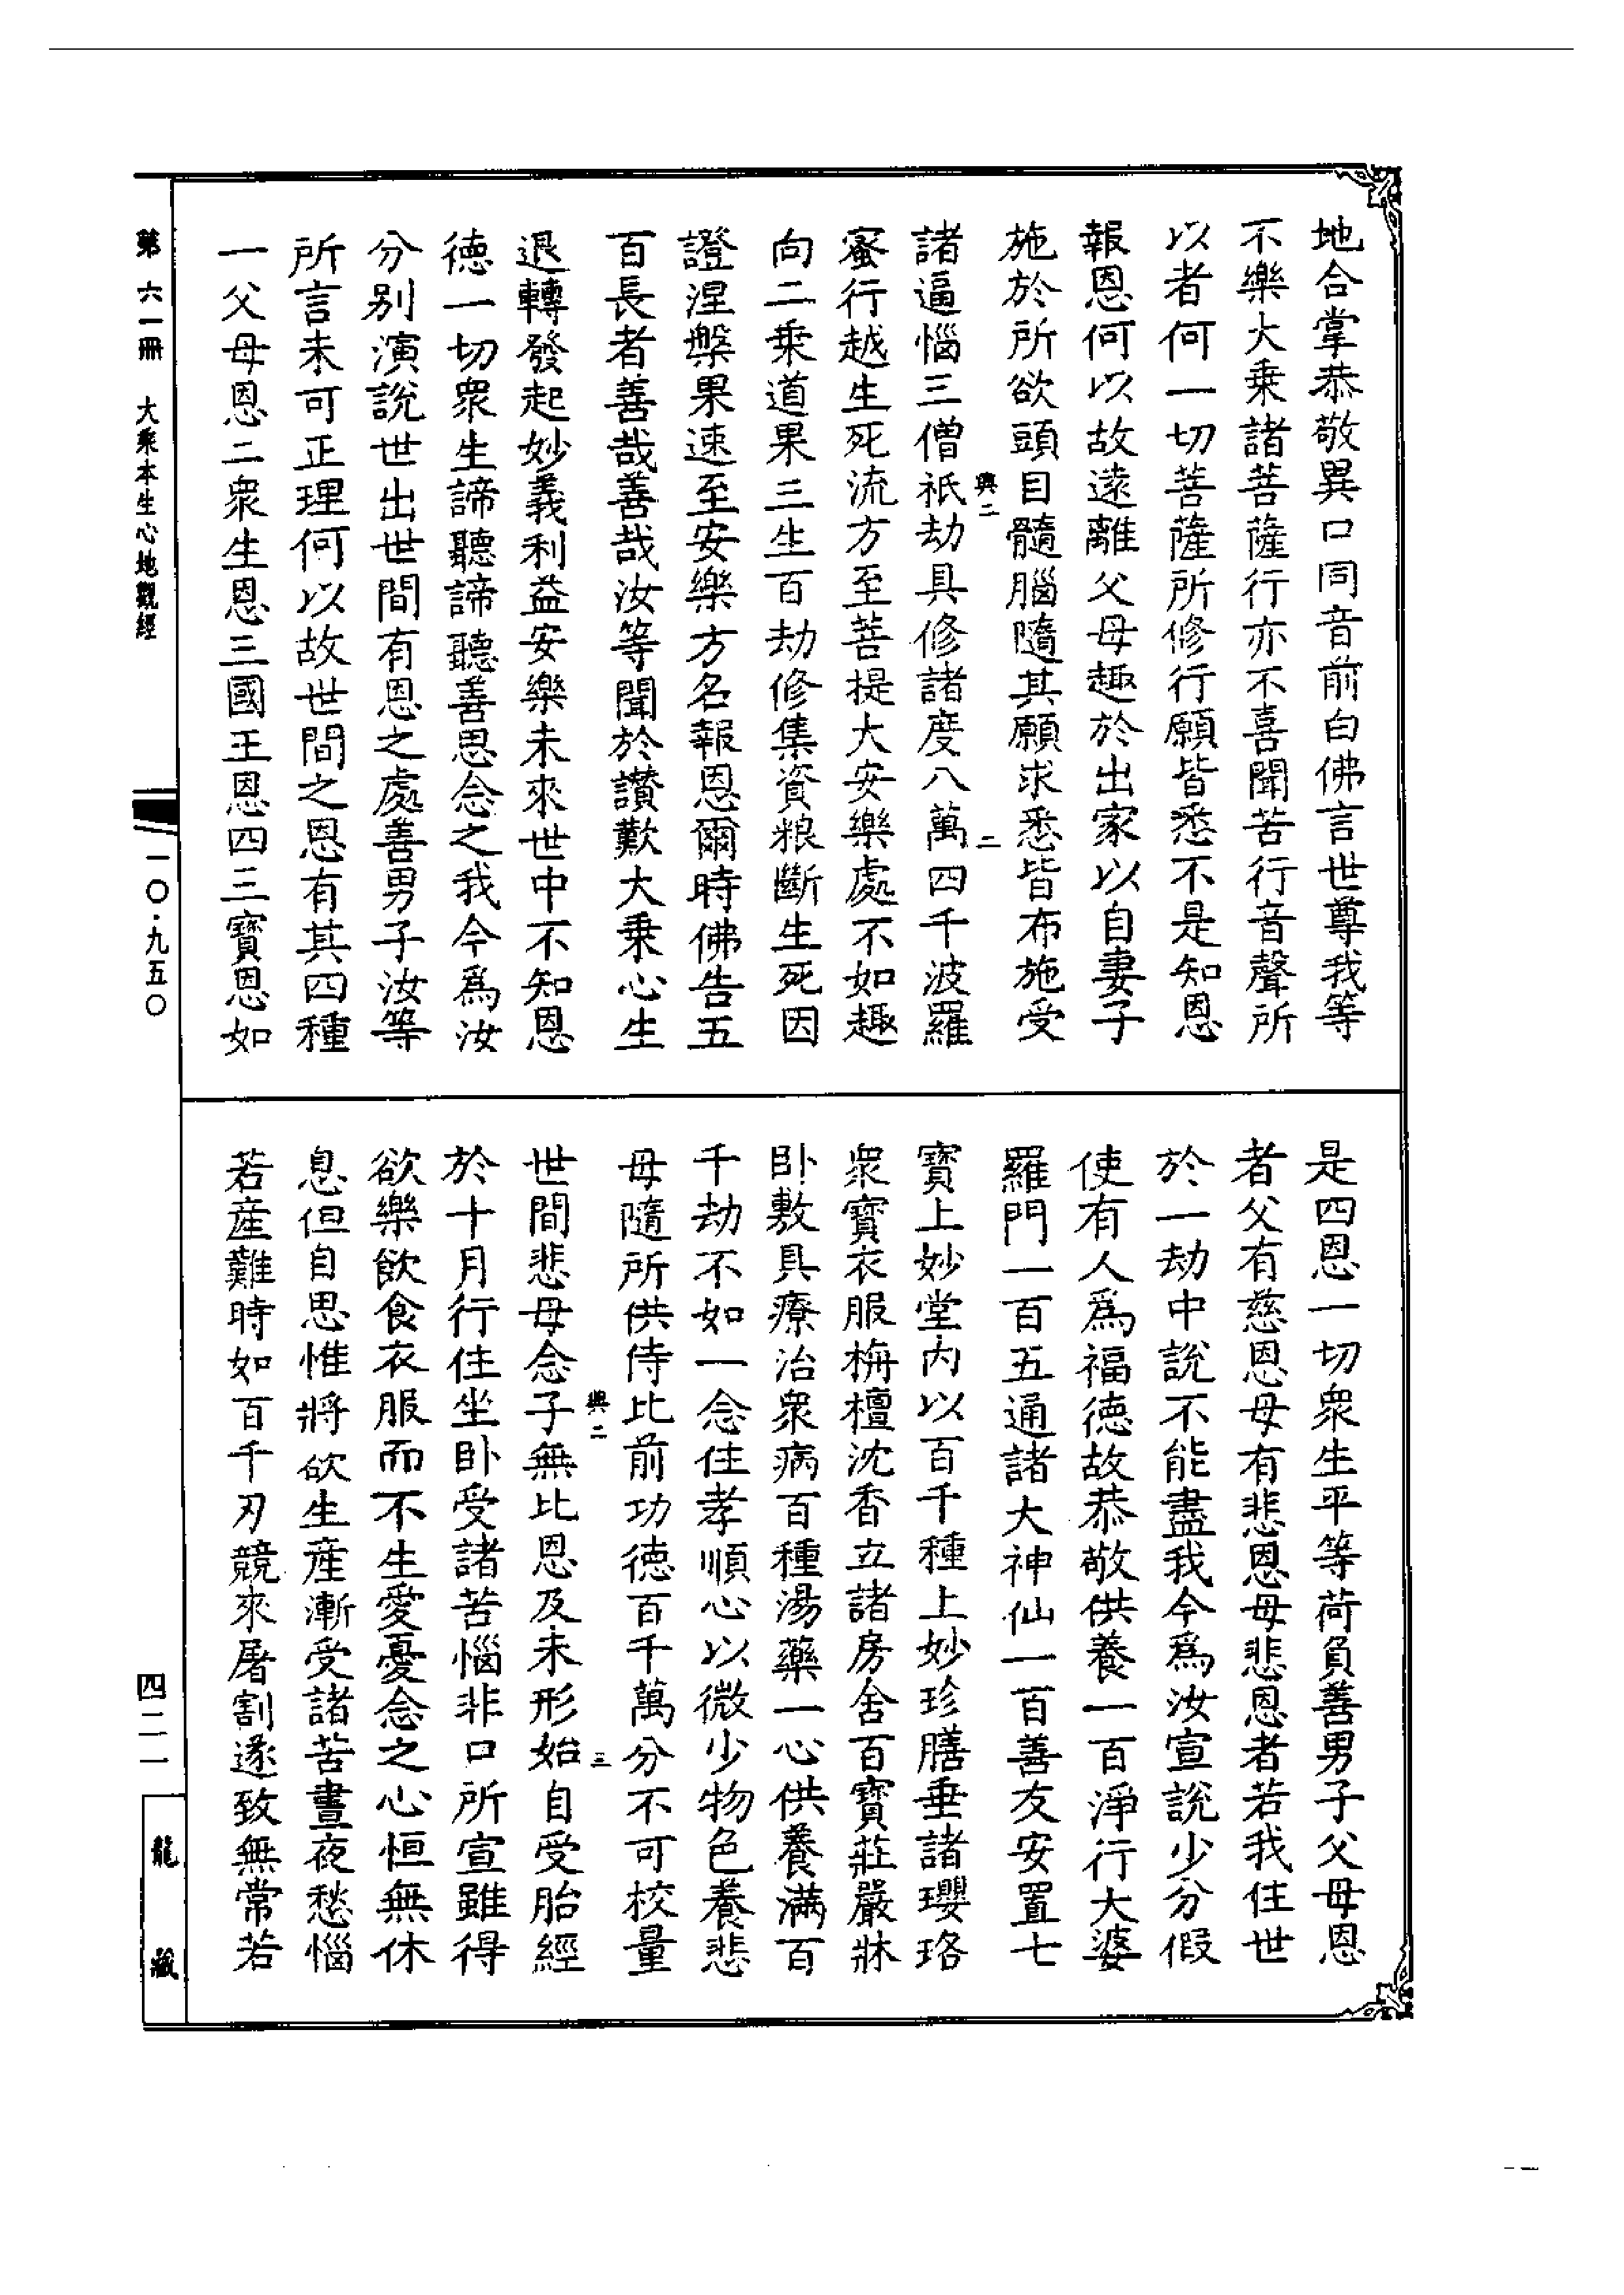 地合掌恭敬異口同音前白佛言世尊我等
不樂大乗諸菩薩行亦不喜聞苦行音聲所
以者何一切菩薩所修行願皆悉不是知恩
報恩何以故遠離父母趣於出家以自妻子
施於所欲頭目髓腦隨其願求悉皆布施受
興二 二
諸逼惱三僧祇劫具修諸度八萬四千波羅
蜜行越生死流方至菩提大安樂處不如趣
向二乗道果三生百劫修集資粮斷生死因
證涅槃果速至安樂方名報恩爾時佛告五
百長者善哉善哉汝等聞於讃歎大乗心生
退轉發起妙義利益安樂未來世中不知恩
德一切衆生諦聽諦聽善思念之我今爲汝
分别演説世出世間有恩之處善男子汝等
所言未可正理何以故世間之恩有其四種
一父母恩二衆生恩三國王恩四三寶恩如
是四恩一切衆生平等荷負善男子父母恩
者父有慈恩母有悲恩母悲恩者若我住世
於一劫中説不能盡我今爲汝宣説少分假
使有人爲福德故恭敬供養一百淨行大婆
羅門一百五通諸大神仙一百善友安置七
寶上妙堂内以百千種上妙珍膳垂諸瓔珞
衆寶衣服栴檀沈香立諸房舍百寶莊嚴牀
卧敷具療治衆病百種湯藥一心供養滿百
千劫不如一念住孝順心以微少物色養悲
母隨所供侍比前功德百千萬分不可校量
興二 三
世間悲母念子無比恩及未形始自受胎經
於十月行住坐卧受諸苦惱非口所宣雖得
欲樂飲食衣服而不生愛憂念之心恒無休
息但自思惟將欲生產漸受諸苦晝夜愁惱
若產難時如百千刃競來屠割遂致無常若
第六一冊 大乘本生心地觀經
一〇·九五〇
四二一
龍藏